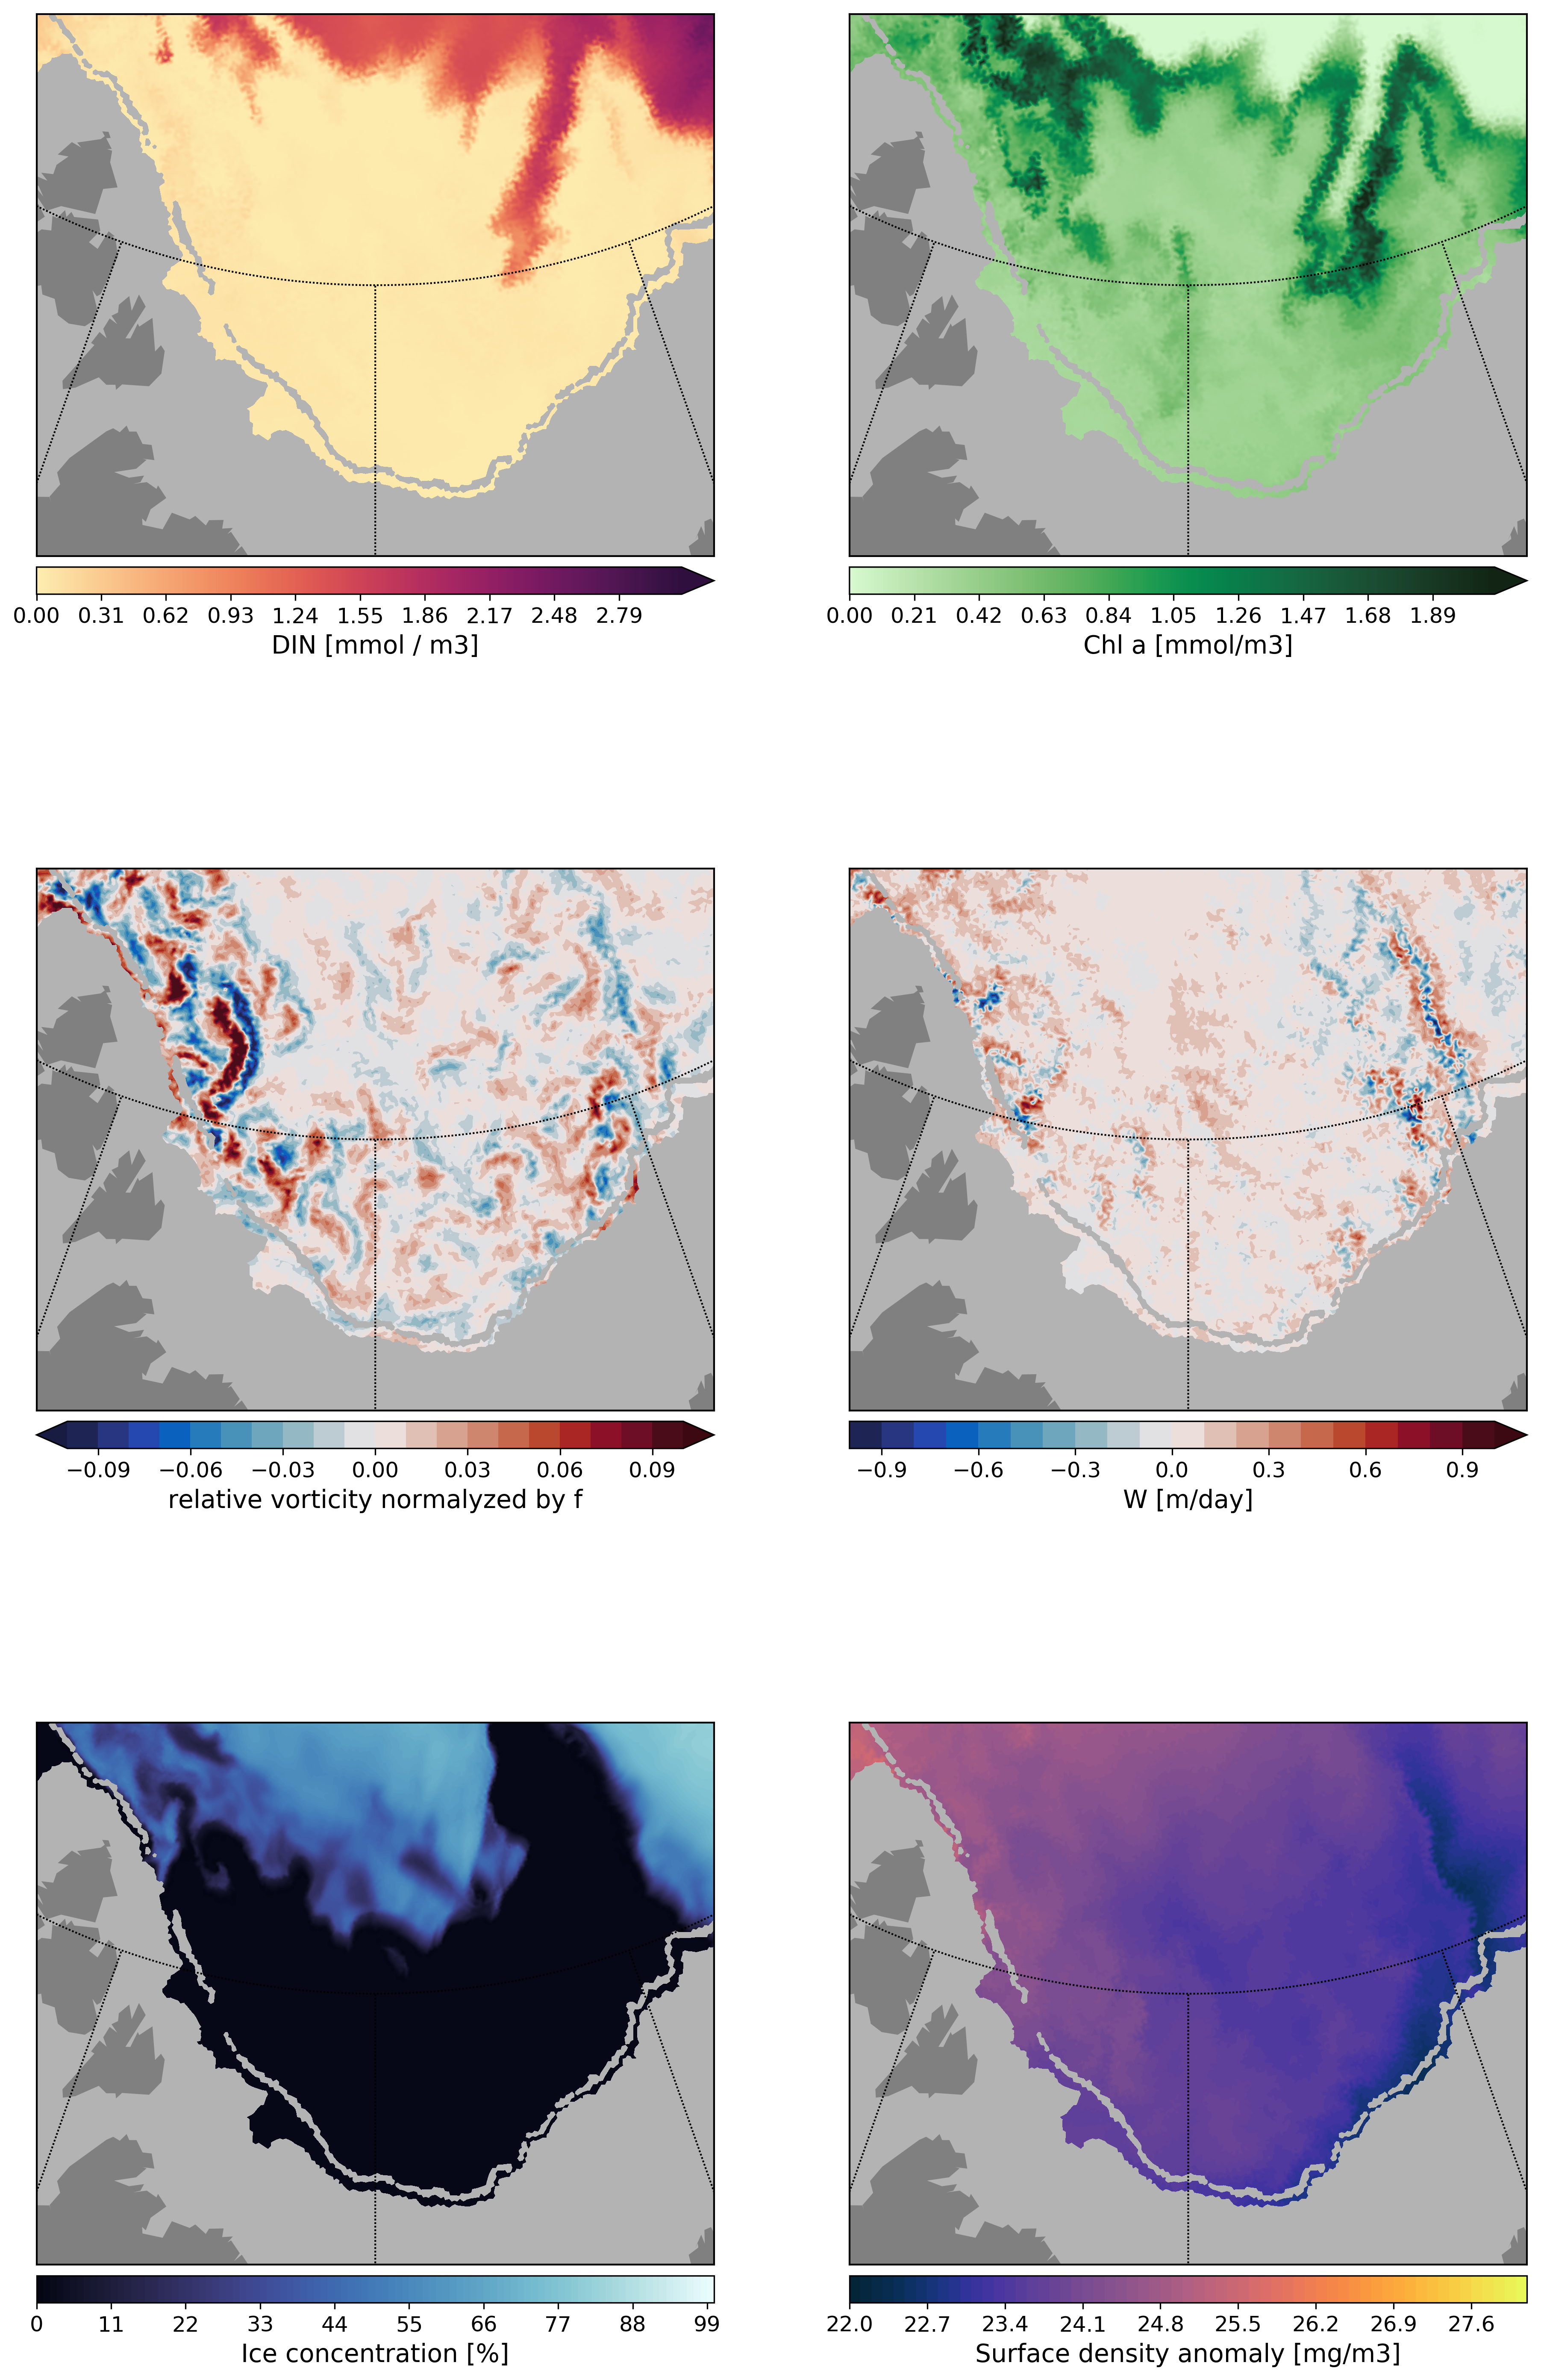 0.00 0.31 0.62 0.93 1.24 1.55 1.86 2.17 2.48 2.79
DIN [mmol / m3]
0.00 0.21 0.42 0.63 0.84 1.05 1.26 1.47 1.68 1.89
Chl a [mmol/m3]
−0.09 −0.06 −0.03 0.00 0.03 0.06 0.09
relative vorticity normalyzed by f
−0.9 −0.6 −0.3 0.0 0.3 0.6 0.9
W [m/day]
0 11 22 33 44 55 66 77 88 99
Ice concentration [%]
22.0 22.7 23.4 24.1 24.8 25.5 26.2 26.9 27.6
Surface density anomaly [mg/m3]